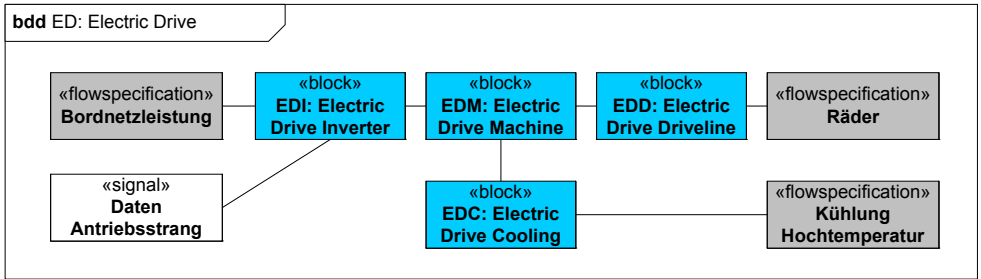 bdd ED: Electric Drive
«flowspecification»
Bordnetzleistung
«block»
EDI: Electric
Drive Inverter
«block»
EDM: Electric
Drive Machine
«block»
EDD: Electric
Drive Driveline
«flowspecification»
Räder
«signal»
Daten
Antriebsstrang
«block»
EDC: Electric
Drive Cooling
«flowspecification»
Kühlung
Hochtemperatur